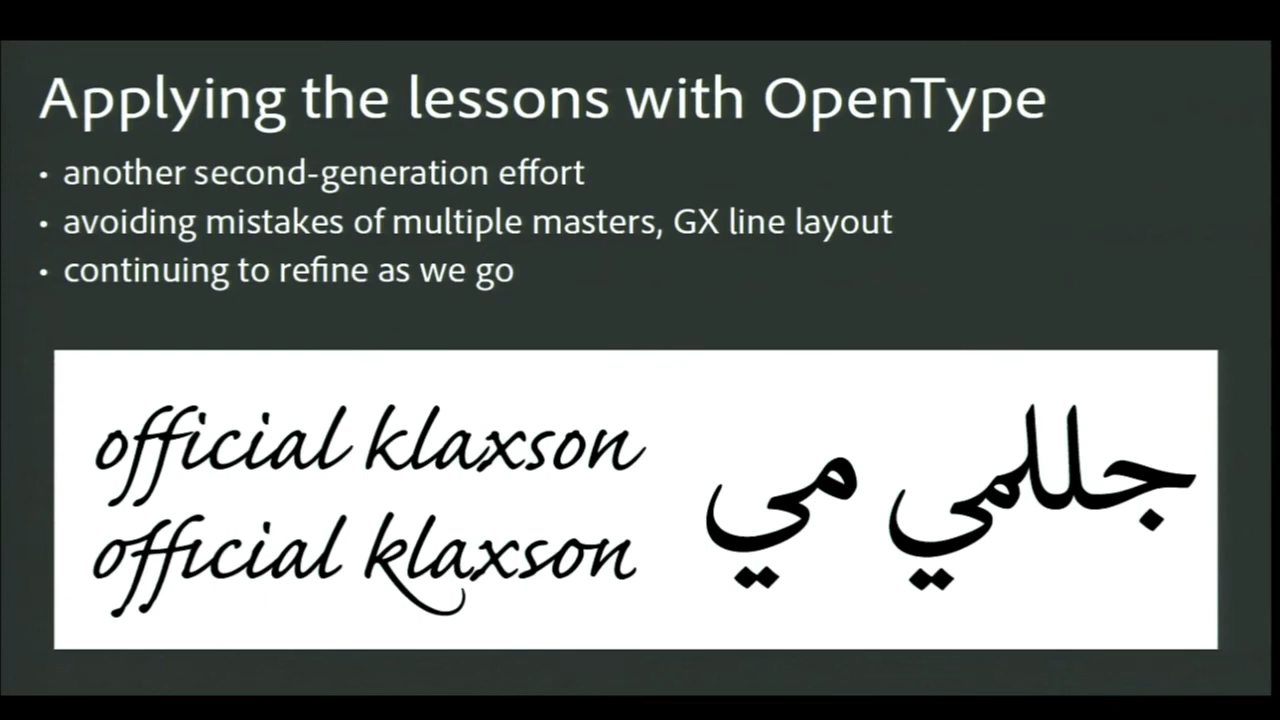 Applying the lessons with OpenType
• another second-generation effort
• avoiding mistakes of multiple masters, GX line layout
• continuing to refine as we go
official klaxson
official klaxson
جللمي مي